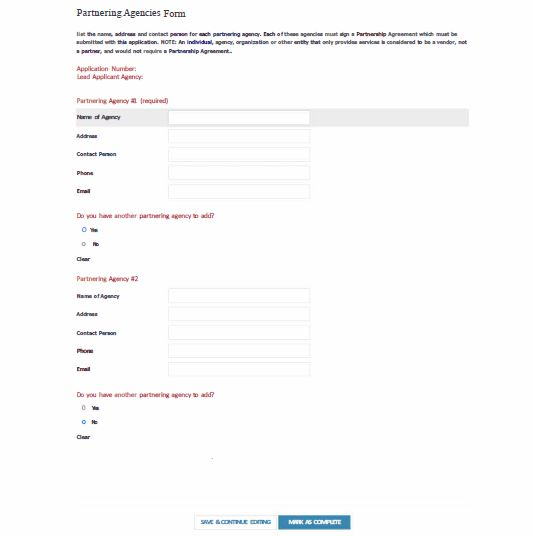 Partnering Agencies Form
list the name, address and contact person for each partnering agency. Each of these agencies must sign a Partnership Agreement which must be
submitted with this application. NOTE: An individual, agency, organization or other entity that only provides services is considered to be a vendor, not
a partner, and would not require a Partnership Agreement..
Application Number:
Lead Applicant Agency:
Partnering Agency #1 (required)
Name of Agency
Address
Contact Person
Phone
Email
Do you have another partnering agency to add?
Yes
No
Clear
Partnering Agency #2
Name of Agency
Address
Contact Person
Phone
Email
Do you have another partnering agency to add?
Yes
No
Clear
SAVE & CONTINUE EDITING MARK AS COMPLETE